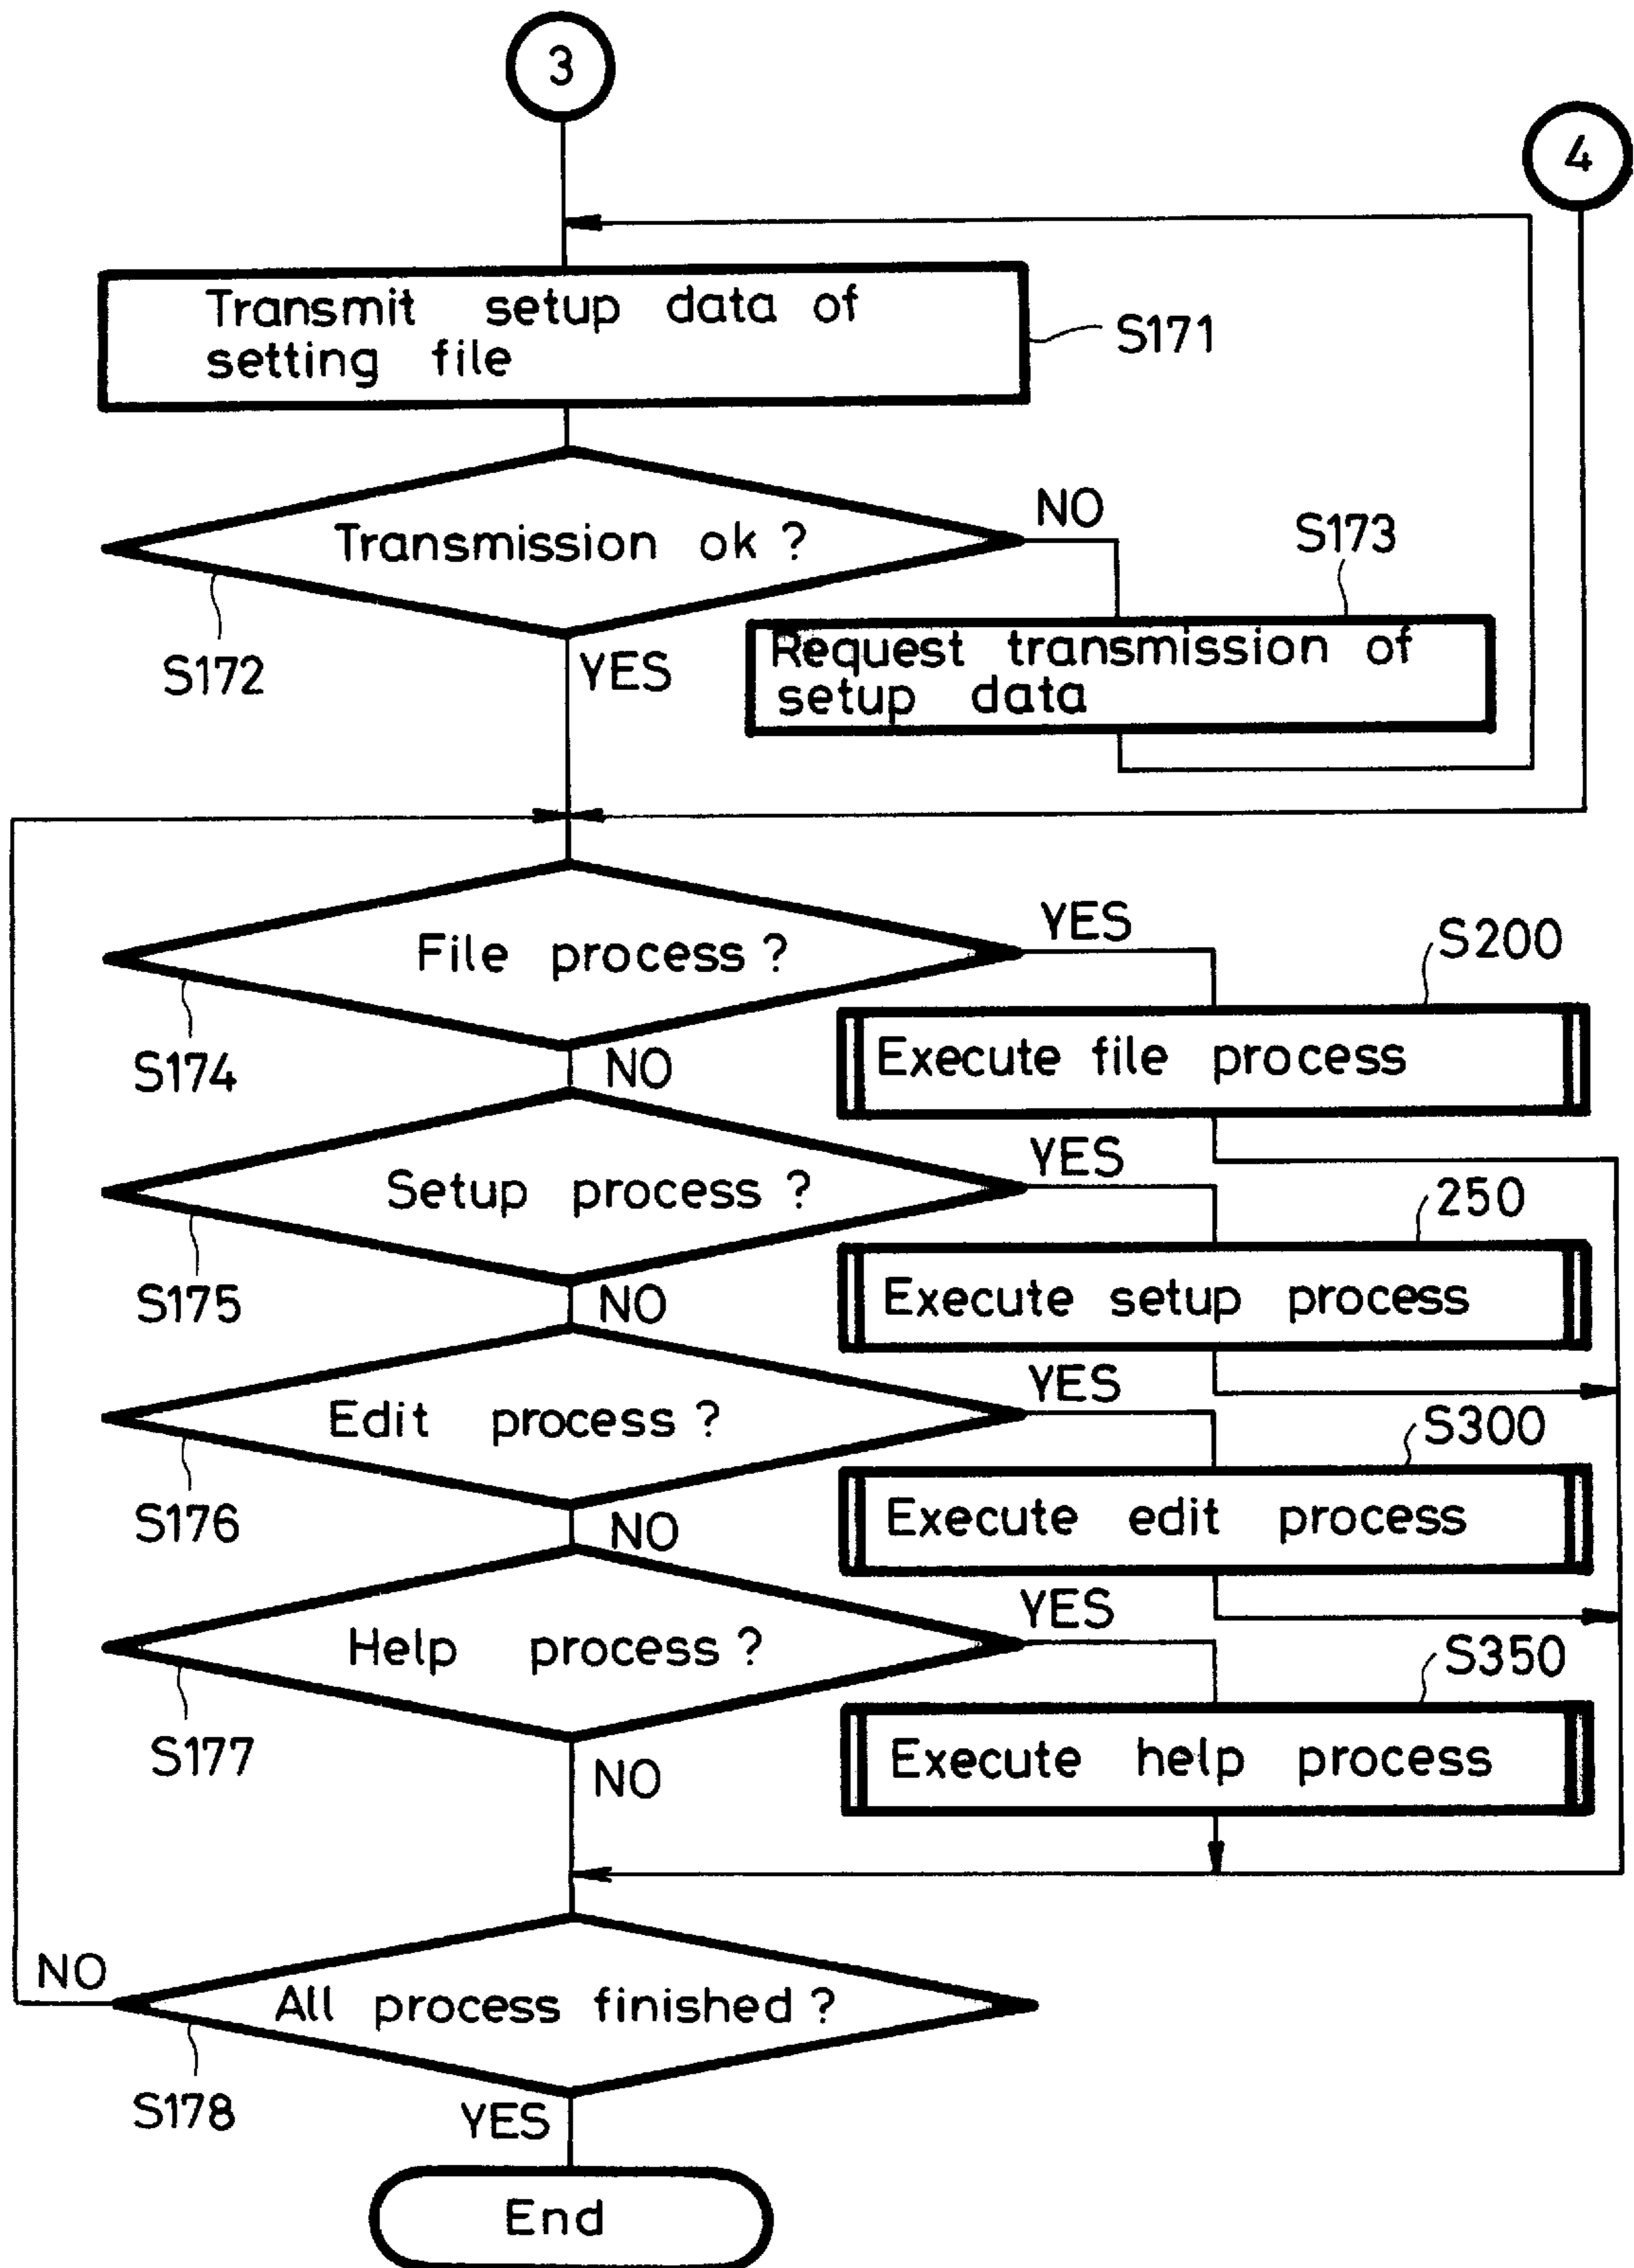 3
4
Transmit setup data of
setting file
S171
Transmission ok ?
NO
S173
S172
YES
Request transmission of
setup data
File process ?
YES
S200
S174
NO
Execute file process
Setup process ?
YES
250
S175
NO
Execute setup process
Edit process ?
YES
S300
S176
NO
Execute edit process
Help process ?
YES
S350
S177
NO
Execute help process
NO
All process finished ?
S178
YES
End